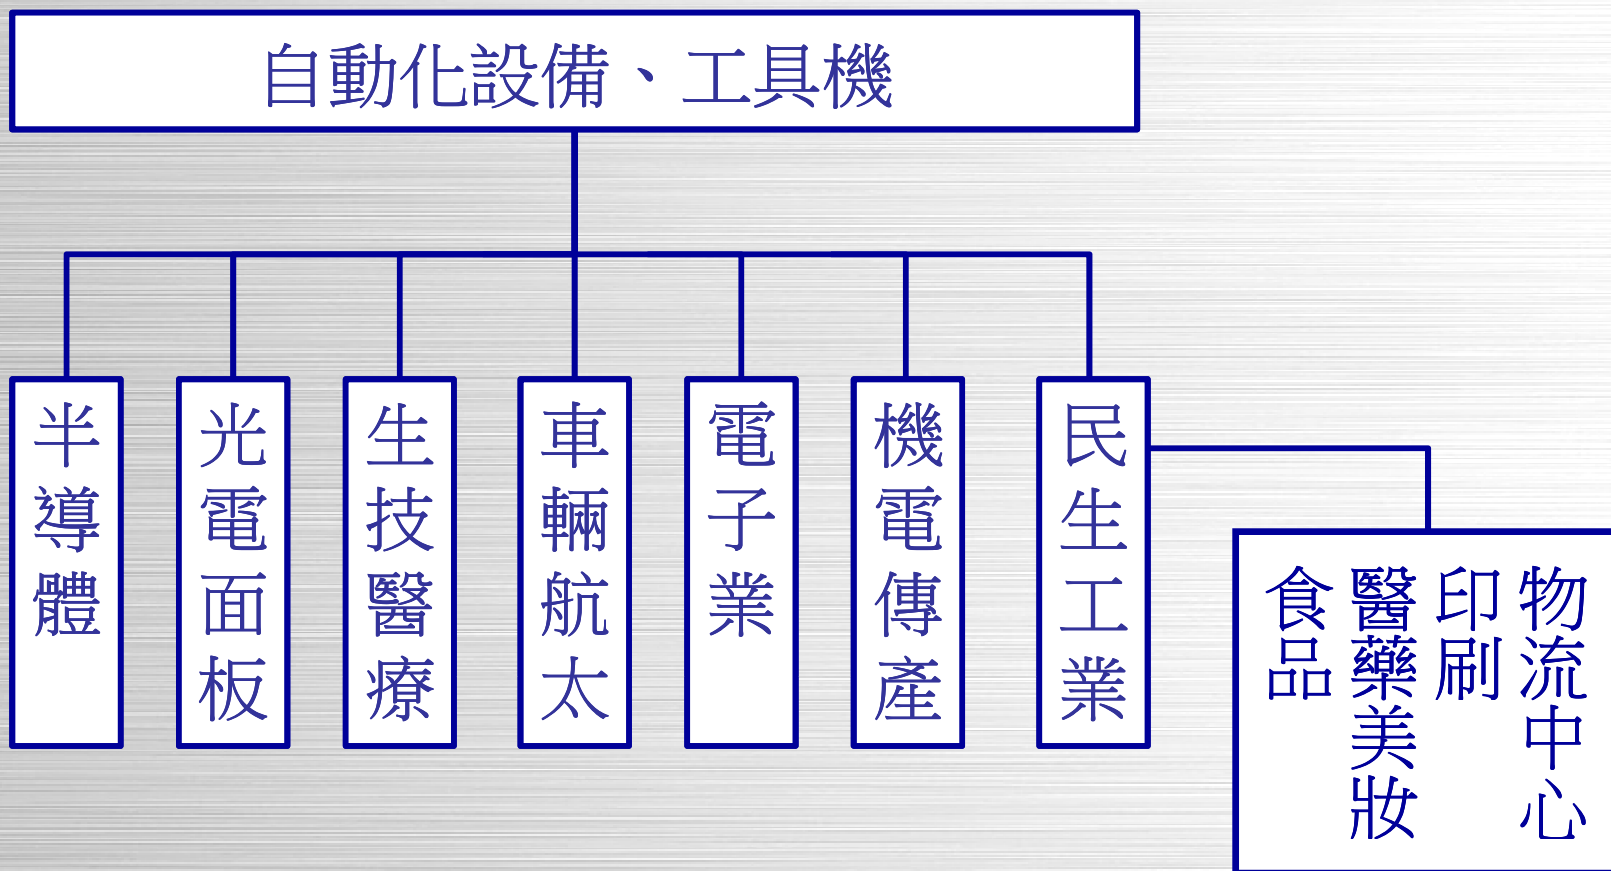 自動化設備、工具機
半導體
光電面板
生技醫療
車輛航太
電子業
機電傳產
民生工業
物流中心
印刷
醫藥美妝
食品